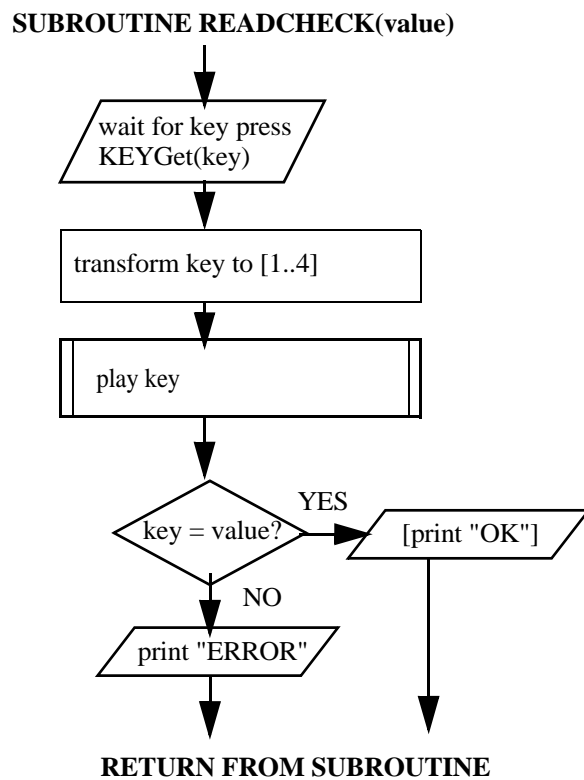 SUBROUTINE READCHECK(value)
wait for key press
KEYGet(key)
transform key to [1..4]
play key
key = value?
YES
[print "OK"]
NO
print "ERROR"
RETURN FROM SUBROUTINE